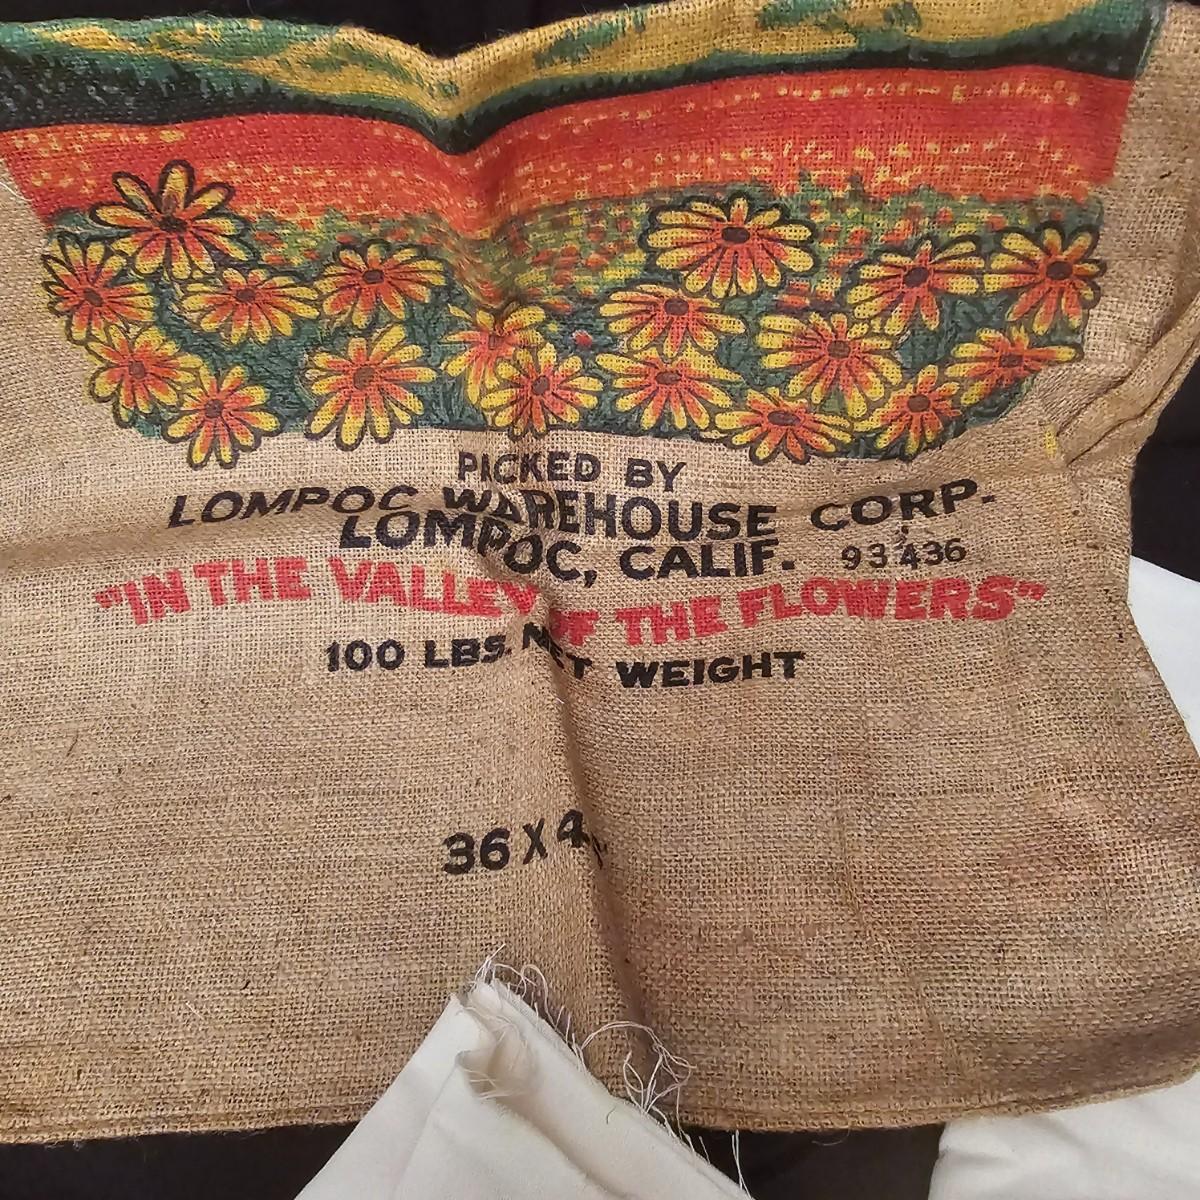 PICKED BY
LOMPOC WAREHOUSE CORP.
LOMPOC, CALIF. 93436
"IN THE VALLEY OF THE FLOWERS"
100 LBS. NET WEIGHT
36 X